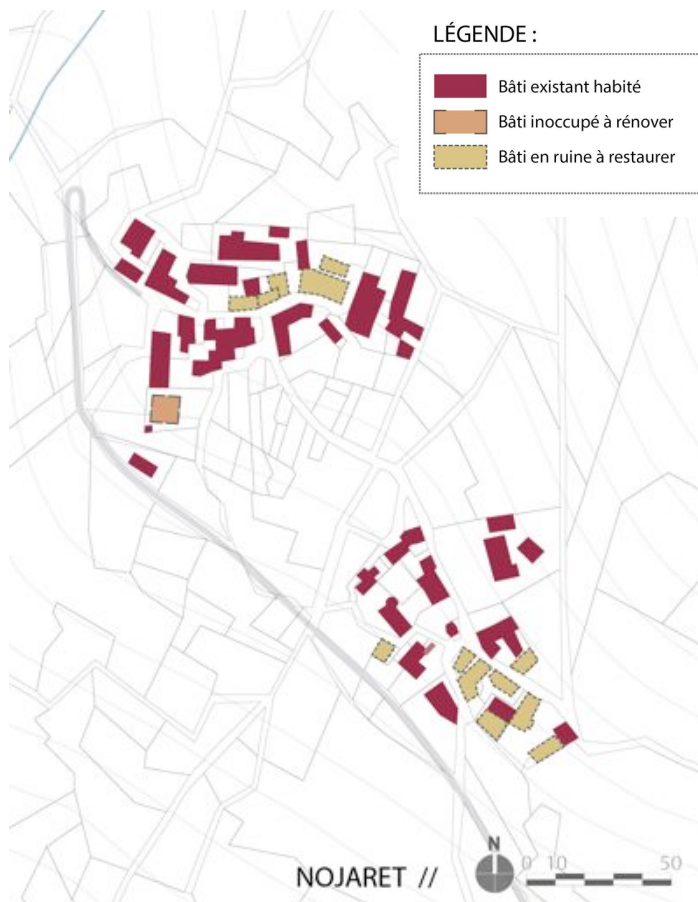 LÉGENDE :
Bâti existant habité
Bâti inoccupé à rénover
Bâti en ruine à restaurer
N
0 10 50
NOJARET //